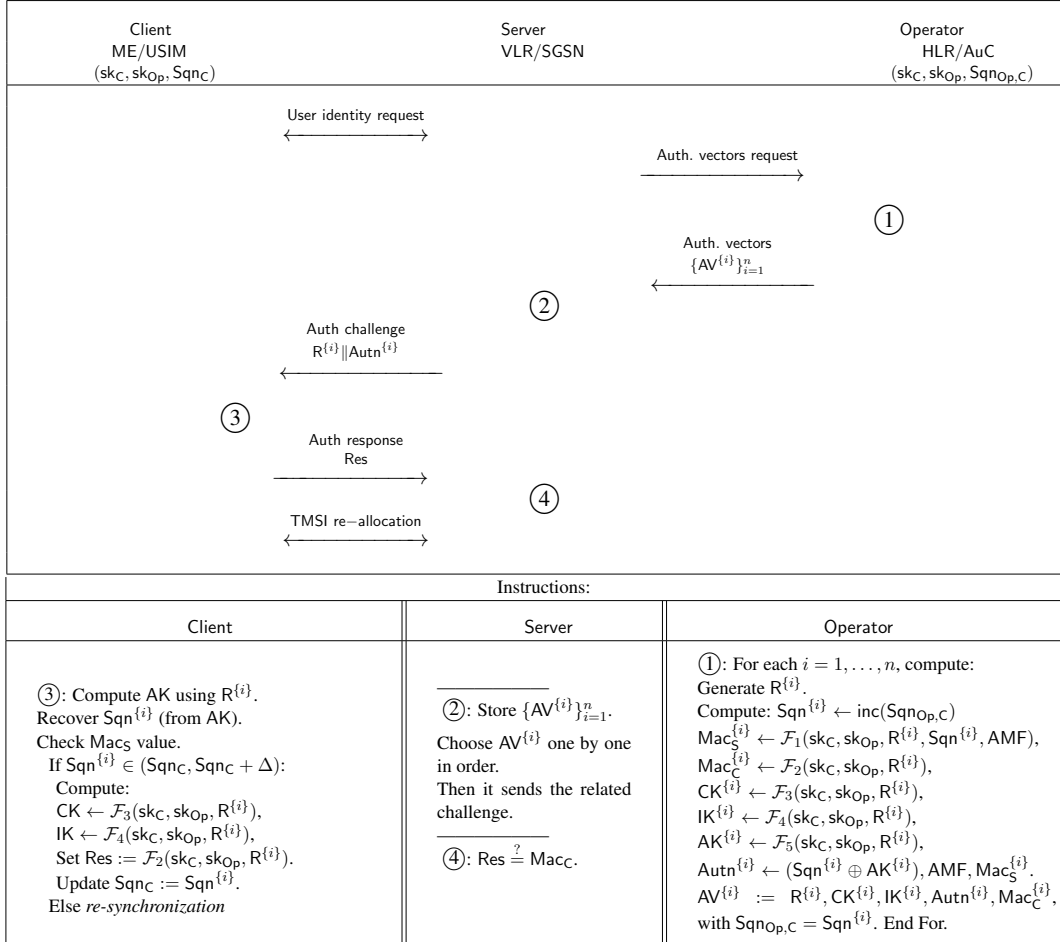 Client
ME/USIM
(sk_C, sk_Op, Sqn_C)
Server
VLR/SGSN
Operator
HLR/AuC
(sk_C, sk_Op, Sqn_Op,C)
User identity request
Auth. vectors request
①
Auth. vectors
{AV^{i}}_{i=1}^n
②
Auth challenge
R^{i}‖Autn^{i}
③
Auth response
Res
④
TMSI re−allocation
Instructions:
Client
③: Compute AK using R^{i}.
Recover Sqn^{i} (from AK).
Check Mac_S value.
If Sqn^{i} ∈ (Sqn_C, Sqn_C + Δ):
Compute:
CK ← F_3(sk_C, sk_Op, R^{i}),
IK ← F_4(sk_C, sk_Op, R^{i}),
Set Res := F_2(sk_C, sk_Op, R^{i}).
Update Sqn_C := Sqn^{i}.
Else re-synchronization
Server
②: Store {AV^{i}}_{i=1}^n.
Choose AV^{i} one by one
in order.
Then it sends the related
challenge.
④: Res ≟ Mac_C.
Operator
①: For each i = 1, . . . , n, compute:
Generate R^{i}.
Compute: Sqn^{i} ← inc(Sqn_Op,C)
Mac_S^{i} ← F_1(sk_C, sk_Op, R^{i}, Sqn^{i}, AMF),
Mac_C^{i} ← F_2(sk_C, sk_Op, R^{i}),
CK^{i} ← F_3(sk_C, sk_Op, R^{i}),
IK^{i} ← F_4(sk_C, sk_Op, R^{i}),
AK^{i} ← F_5(sk_C, sk_Op, R^{i}),
Autn^{i} ← (Sqn^{i} ⊕ AK^{i}), AMF, Mac_S^{i}.
AV^{i} := R^{i}, CK^{i}, IK^{i}, Autn^{i}, Mac_C^{i},
with Sqn_Op,C = Sqn^{i}. End For.